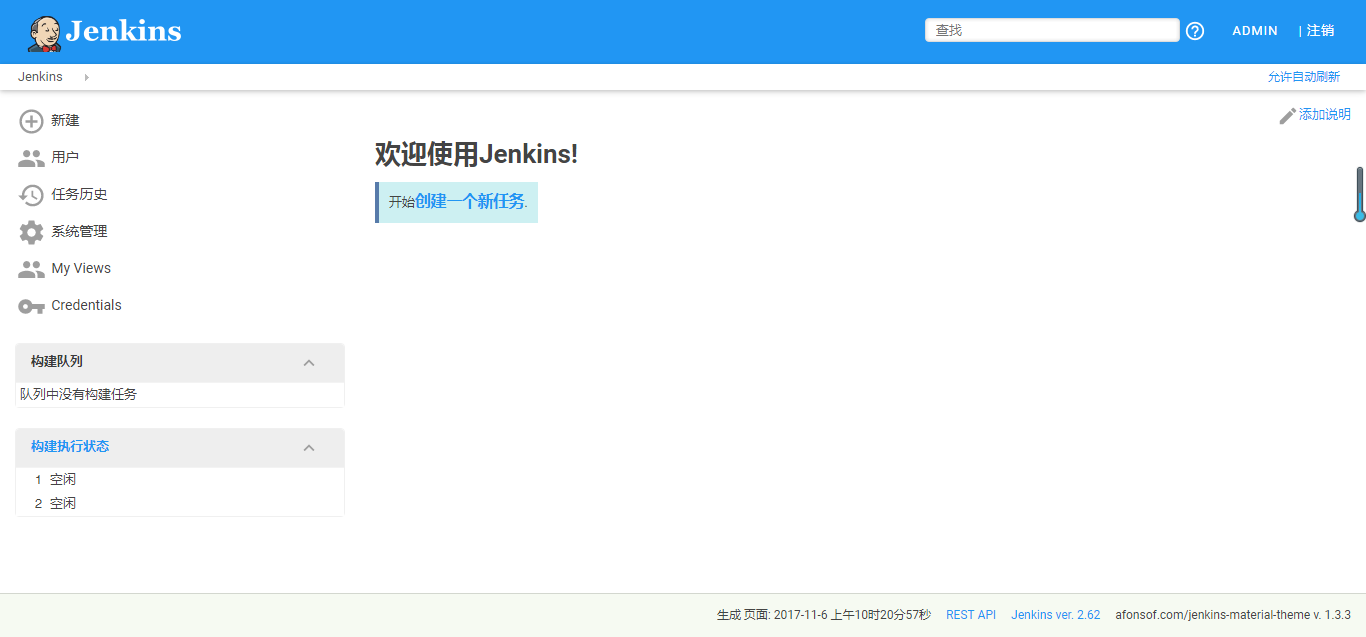 Jenkins
查找
ADMIN | 注销
Jenkins
允许自动刷新
新建
用户
任务历史
系统管理
My Views
Credentials
添加说明
欢迎使用Jenkins!
开始创建一个新任务.
构建队列
队列中没有构建任务
构建执行状态
1 空闲
2 空闲
生成 页面: 2017-11-6 上午10时20分57秒 REST API Jenkins ver. 2.62 afonsof.com/jenkins-material-theme v. 1.3.3